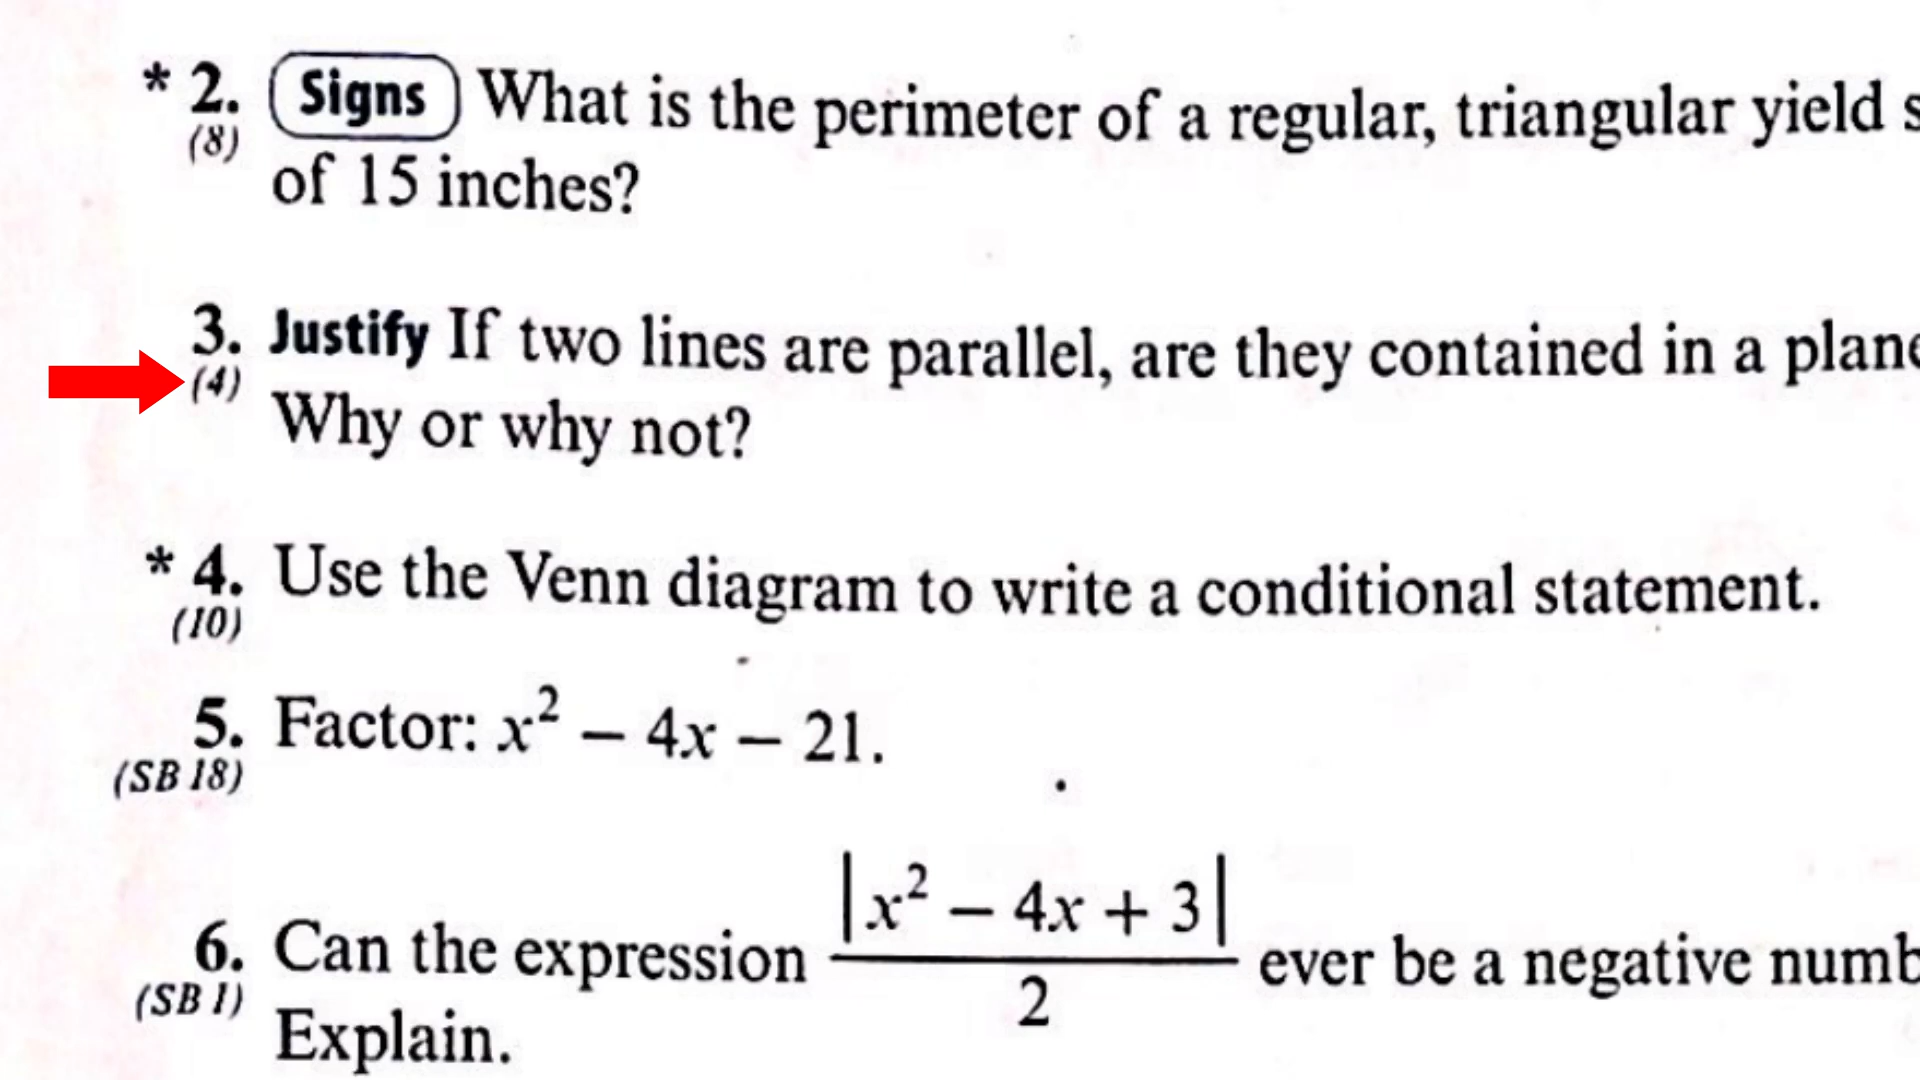 * 2. Signs What is the perimeter of a regular, triangular yield
(8)
of 15 inches?
3. Justify If two lines are parallel, are they contained in a
(4)
Why or why not?
* 4. Use the Venn diagram to write a conditional statement.
(10)
5. Factor: x² − 4x − 21.
(SB 18)
6. Can the expression |x² − 4x + 3| / 2 ever be a negative
(SB 1)
Explain.